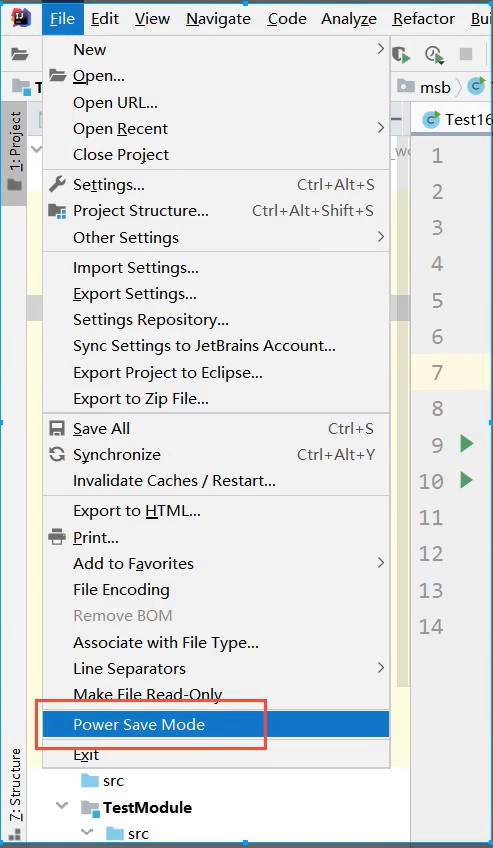 File Edit View Navigate Code Analyze Refactor
msb
1: Project
Test16
New
Open...
Open URL...
Open Recent
Close Project
Settings... Ctrl+Alt+S
Project Structure... Ctrl+Alt+Shift+S
Other Settings
Import Settings...
Export Settings...
Settings Repository...
Sync Settings to JetBrains Account...
Export Project to Eclipse...
Export to Zip File...
Save All Ctrl+S
Synchronize Ctrl+Alt+Y
Invalidate Caches / Restart...
Export to HTML...
Print...
Add to Favorites
File Encoding
Remove BOM
Associate with File Type...
Line Separators
Make File Read-Only
Power Save Mode
Exit
src
TestModule
src
7: Structure
1
2
3
4
5
6
7
8
9
10
11
12
13
14